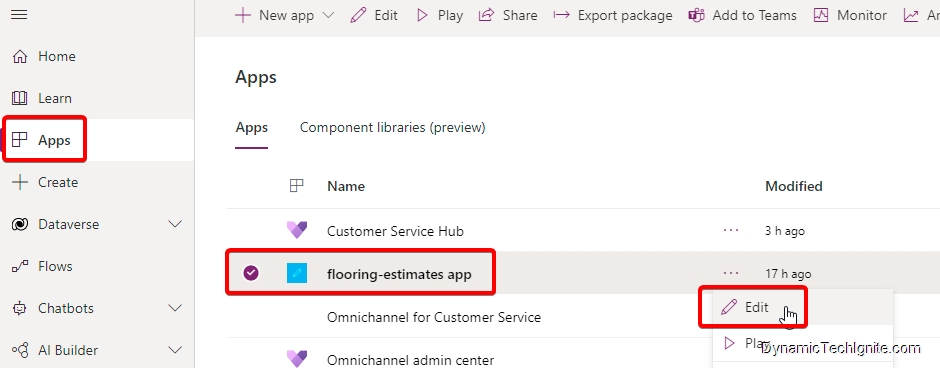 New app Edit Play Share Export package Add to Teams Monitor
Home
Learn
Apps
Create
Dataverse
Flows
Chatbots
AI Builder
Apps
Apps Component libraries (preview)
Name Modified
Customer Service Hub ... 3 h ago
flooring-estimates app ... 17 h ago
Edit
Omnichannel for Customer Service
Play
DynamicTechIgnite.com
Omnichannel admin center